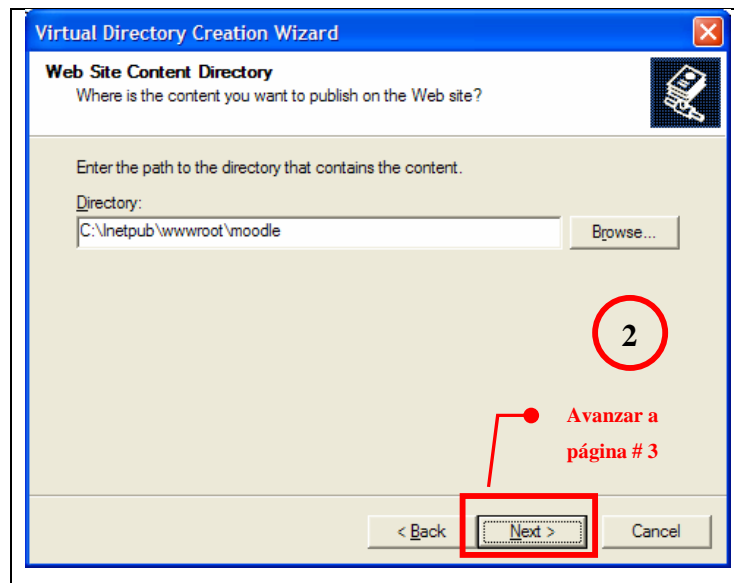 Virtual Directory Creation Wizard
Web Site Content Directory
Where is the content you want to publish on the Web site?
Enter the path to the directory that contains the content.
Directory:
C:\Inetpub\wwwroot\moodle
Browse...
2
Avanzar a
página # 3
< Back
Next >
Cancel